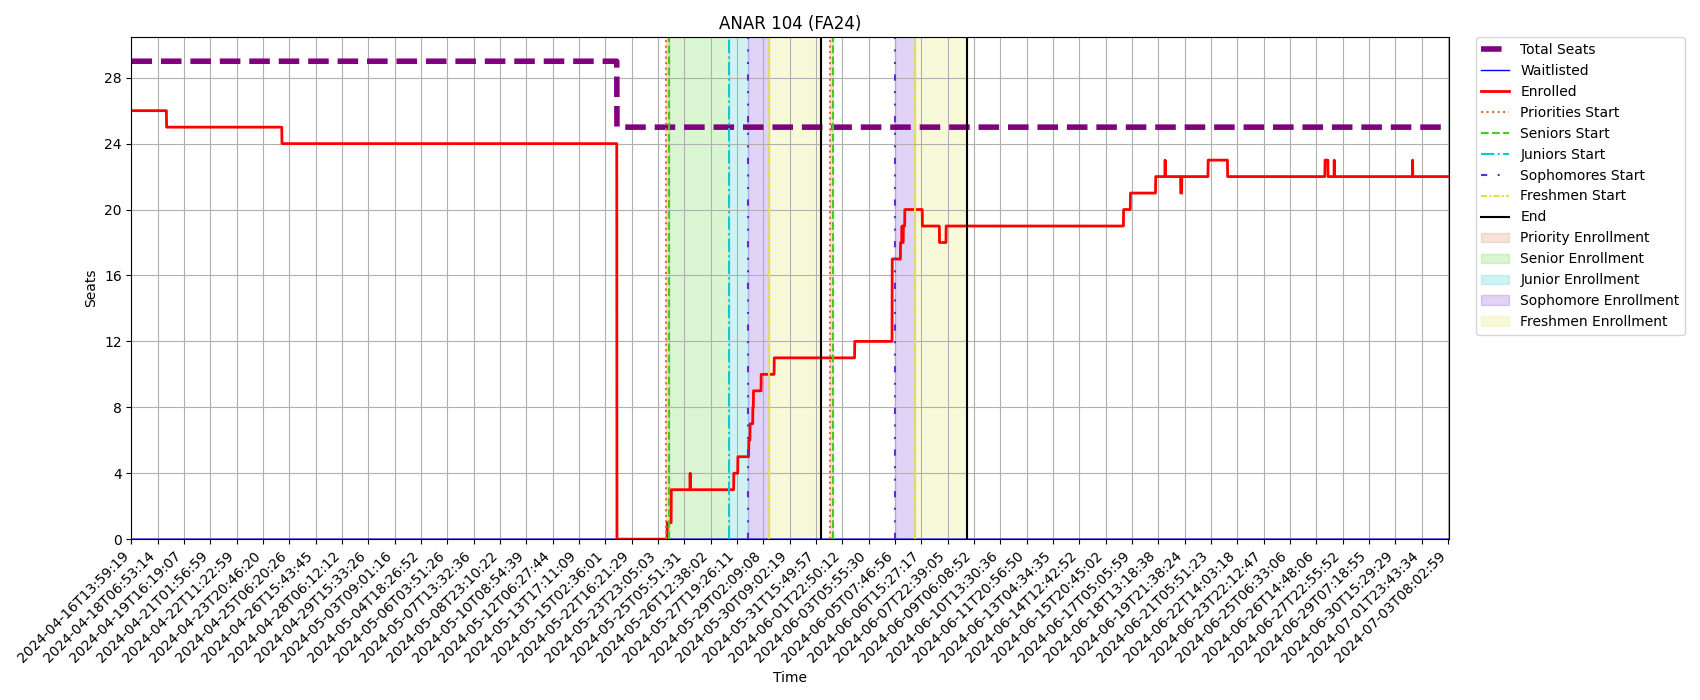 ANAR 104 (FA24)
Seats
28
24
20
16
12
8
4
0
2024-04-16T13:59:19
2024-04-18T06:53:14
2024-04-19T16:19:07
2024-04-21T01:56:59
2024-04-22T11:22:59
2024-04-23T20:46:20
2024-04-25T06:20:26
2024-04-26T15:43:45
2024-04-28T06:12:12
2024-04-29T15:33:26
2024-05-03T09:01:16
2024-05-04T18:26:52
2024-05-06T03:51:26
2024-05-07T13:32:36
2024-05-08T23:10:22
2024-05-10T08:54:39
2024-05-12T06:27:44
2024-05-13T17:11:09
2024-05-15T02:36:01
2024-05-22T16:21:29
2024-05-23T23:05:03
2024-05-25T05:51:31
2024-05-26T12:38:02
2024-05-27T19:26:11
2024-05-29T02:09:08
2024-05-30T09:02:19
2024-05-31T15:49:57
2024-06-01T22:50:12
2024-06-03T05:55:30
2024-06-05T07:46:56
2024-06-06T15:27:17
2024-06-07T22:39:05
2024-06-09T06:08:52
2024-06-10T13:30:36
2024-06-11T20:56:50
2024-06-13T04:34:35
2024-06-14T12:42:52
2024-06-15T20:45:02
2024-06-17T05:05:59
2024-06-18T13:18:38
2024-06-19T21:38:24
2024-06-21T05:51:23
2024-06-22T14:03:18
2024-06-23T22:12:47
2024-06-25T06:33:06
2024-06-26T14:48:06
2024-06-27T22:55:52
2024-06-29T07:18:55
2024-06-30T15:29:29
2024-07-01T23:43:34
2024-07-03T08:02:59
Time
Total Seats
Waitlisted
Enrolled
Priorities Start
Seniors Start
Juniors Start
Sophomores Start
Freshmen Start
End
Priority Enrollment
Senior Enrollment
Junior Enrollment
Sophomore Enrollment
Freshmen Enrollment